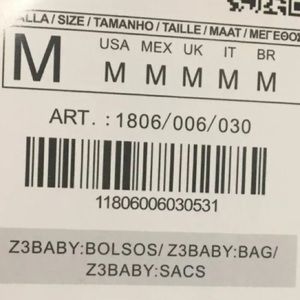 TALLA / SIZE / TAMANHO / TAILLE / MAAT / ΜΕΓΕΘΟΣ
M
USA MEX UK IT BR
M M M M M
ART. : 1806/006/030
11806006030531
Z3BABY:BOLSOS/ Z3BABY:BAG/
Z3BABY:SACS